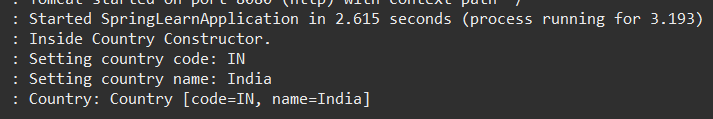 : Tomcat started on port 8080 (http) with context path '/'
: Started SpringLearnApplication in 2.615 seconds (process running for 3.193)
: Inside Country Constructor.
: Setting country code: IN
: Setting country name: India
: Country: Country [code=IN, name=India]